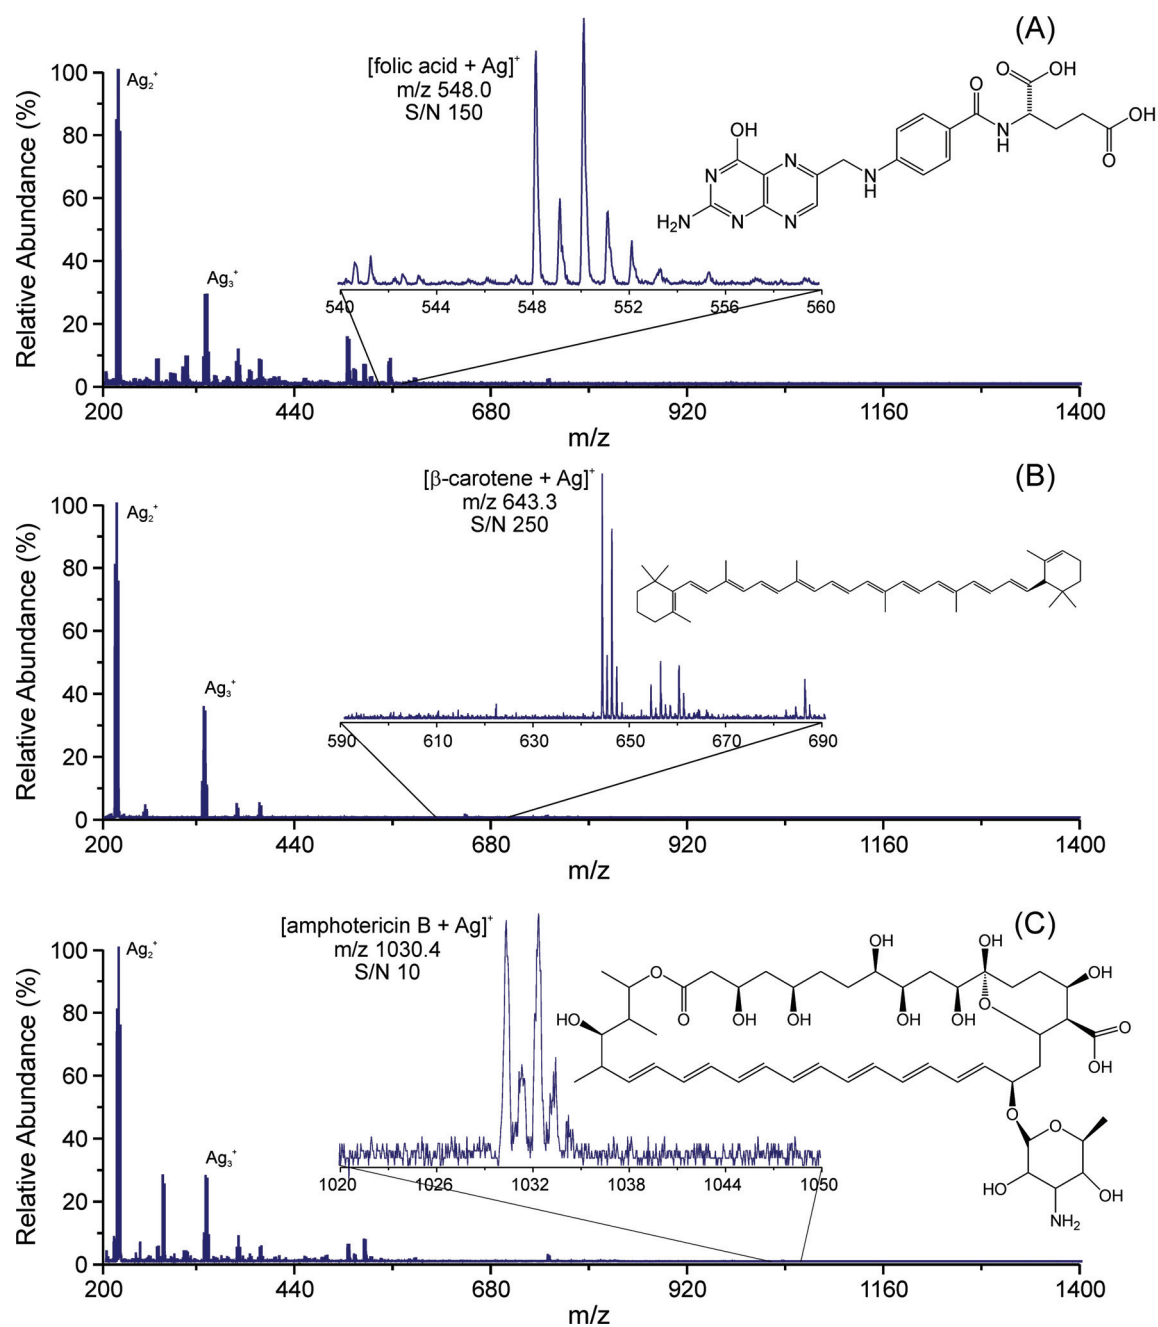 (A)
[folic acid + Ag]⁺
m/z 548.0
S/N 150
Ag₂⁺
Ag₃⁺
Relative Abundance (%)
100
80
60
40
20
0
540 544 548 552 556 560
200 440 680 920 1160 1400
m/z
O OH
O
OH
N H
O
OH
N
N
N H
H₂N
N
N
(B)
[β-carotene + Ag]⁺
m/z 643.3
S/N 250
Ag₂⁺
Ag₃⁺
Relative Abundance (%)
100
80
60
40
20
0
590 610 630 650 670 690
200 440 680 920 1160 1400
m/z
(C)
[amphotericin B + Ag]⁺
m/z 1030.4
S/N 10
Ag₂⁺
Ag₃⁺
Relative Abundance (%)
100
80
60
40
20
0
1020 1026 1032 1038 1044 1050
200 440 680 920 1160 1400
m/z
OH OH
O OH
O OH OH OH OH O
HO O
OH
O O
HO OH
NH₂